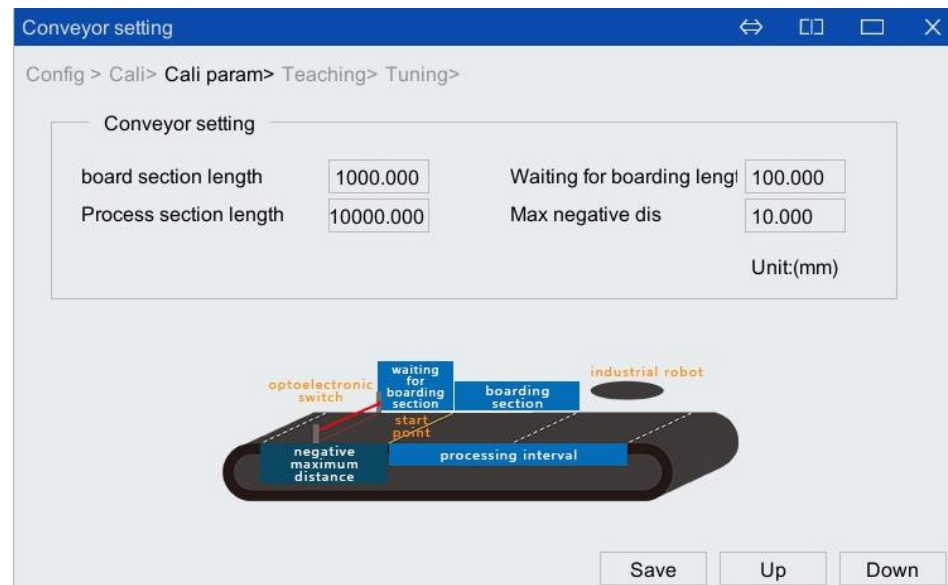 Conveyor setting
Config > Cali> Cali param> Teaching> Tuning>
Conveyor setting
board section length 1000.000 Waiting for boarding lengt 100.000
Process section length 10000.000 Max negative dis 10.000
Unit:(mm)
optoelectronic
switch
waiting
for
boarding
section
boarding
section
industrial robot
start
point
negative
maximum
distance
processing interval
Save Up Down